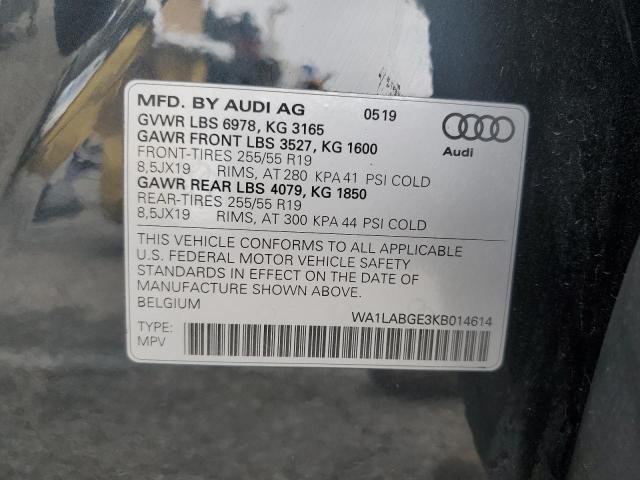 MFD. BY AUDI AG 0519
GVWR LBS 6978, KG 3165
GAWR FRONT LBS 3527, KG 1600
FRONT-TIRES 255/55 R19
8,5JX19 RIMS, AT 280 KPA 41 PSI COLD
GAWR REAR LBS 4079, KG 1850
REAR-TIRES 255/55 R19
8,5JX19 RIMS, AT 300 KPA 44 PSI COLD
Audi
THIS VEHICLE CONFORMS TO ALL APPLICABLE
U.S. FEDERAL MOTOR VEHICLE SAFETY
STANDARDS IN EFFECT ON THE DATE OF
MANUFACTURE SHOWN ABOVE.
BELGIUM
WA1LABGE3KB014614
TYPE:
MPV